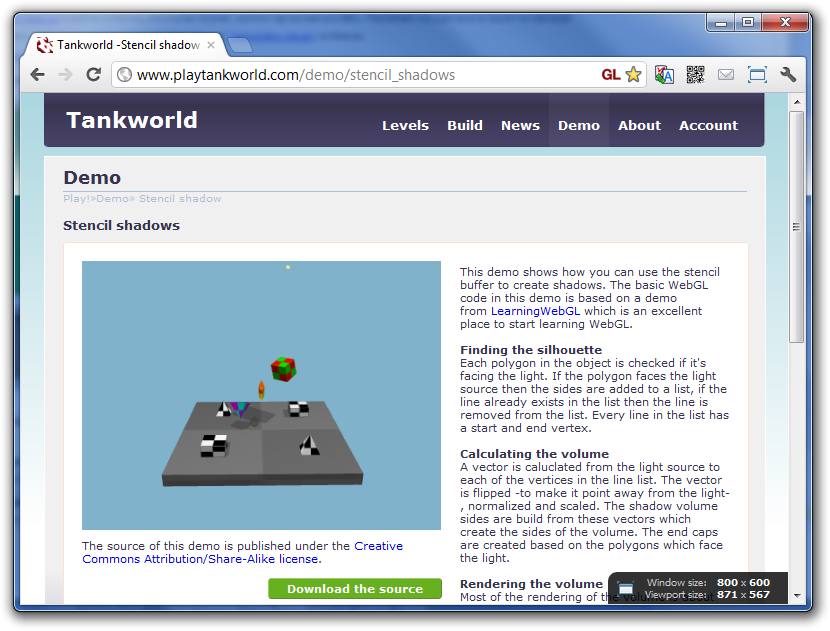 Tankworld -Stencil shadow
www.playtankworld.com/demo/stencil_shadows
GL
Tankworld
Levels Build News Demo About Account
Demo
Play!»Demo» Stencil shadow
Stencil shadows
This demo shows how you can use the stencil
buffer to create shadows. The basic WebGL
code in this demo is based on a demo
from LearningWebGL which is an excellent
place to start learning WebGL.
Finding the silhouette
Each polygon in the object is checked if it's
facing the light. If the polygon faces the light
source then the sides are added to a list, if the
line already exists in the list then the line is
removed from the list. Every line in the list has
a start and end vertex.
Calculating the volume
A vector is caluclated from the light source to
each of the vertices in the line list. The vector
is flipped -to make it point away from the light-
, normalized and scaled. The shadow volume
sides are build from these vectors which
create the sides of the volume. The end caps
are created based on the polygons which face
the light.
Rendering the volume
Most of the rendering of the
The source of this demo is published under the Creative
Commons Attribution/Share-Alike license.
Download the source
Window size: 800 x 600
Viewport size: 871 x 567